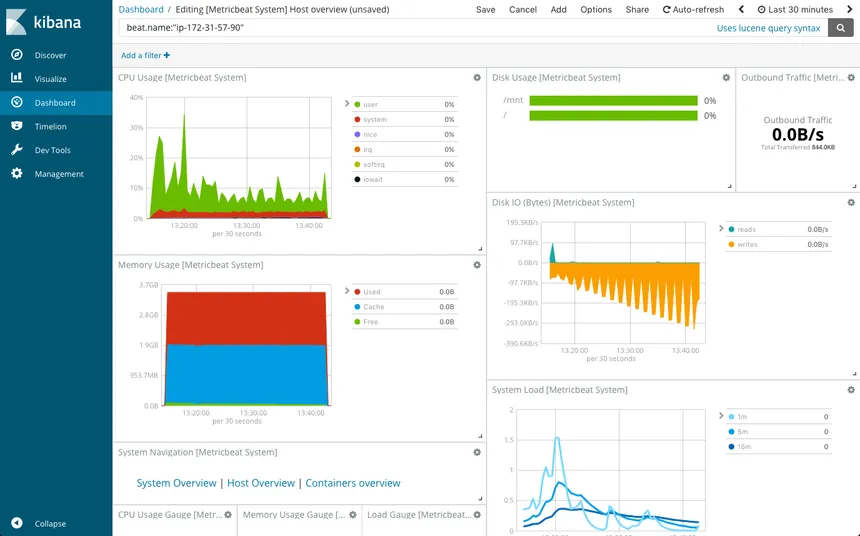 kibana
Discover
Visualize
Dashboard
Timelion
Dev Tools
Management
Collapse
Dashboard / Editing [Metricbeat System] Host overview (unsaved)
Save Cancel Add Options Share Auto-refresh Last 30 minutes
beat.name:"ip-172-31-57-90"
Uses lucene query syntax
Add a filter +
CPU Usage [Metricbeat System]
40%
30%
20%
10%
0%
13:20:00 13:30:00 13:40:00
per 30 seconds
user 0%
system 0%
nice 0%
irq 0%
softirq 0%
iowait 0%
Disk Usage [Metricbeat System]
/mnt 0%
/ 0%
Outbound Traffic [Metri...
Outbound Traffic
0.0B/s
Total Transferred 844.0KB
Disk IO (Bytes) [Metricbeat System]
195.3KB/s
97.7KB/s
0.0B/s
-97.7KB/s
-195.3KB/s
-293.0KB/s
-390.6KB/s
13:20:00 13:30:00 13:40:00
per 30 seconds
reads 0.0B/s
writes 0.0B/s
Memory Usage [Metricbeat System]
3.7GB
2.8GB
1.9GB
953.7MB
0.0B
13:20:00 13:30:00 13:40:00
per 30 seconds
Used 0.0B
Cache 0.0B
Free 0.0B
System Load [Metricbeat System]
2
1.5
1
0.5
0
1m 0
5m 0
15m 0
System Navigation [Metricbeat System]
System Overview | Host Overview | Containers overview
CPU Usage Gauge [Metr...
Memory Usage Gauge [...
Load Gauge [Metricbeat...